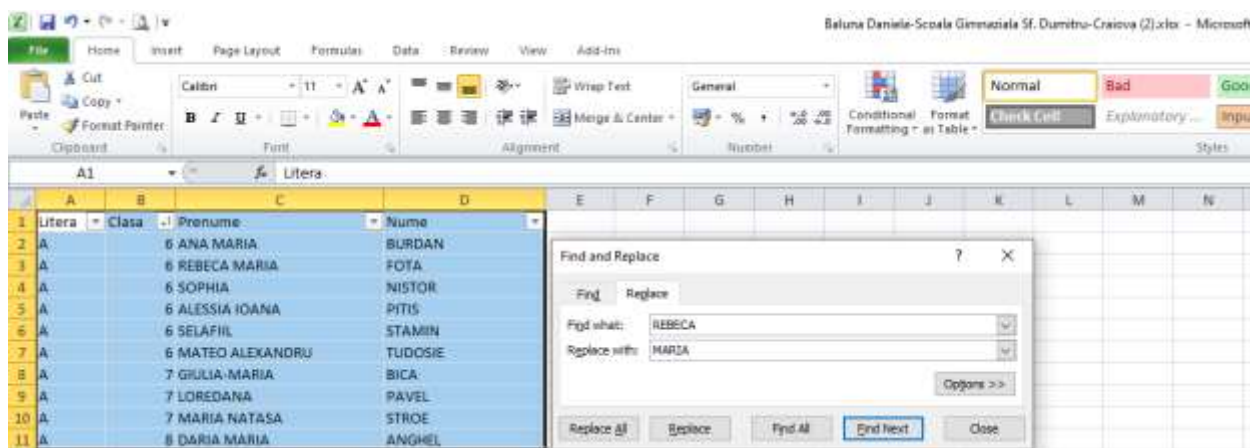 Baluna Daniela-Scoala Gimnaziala Sf. Dumitru-Craiova (2).xlsx - Microsoft
File Home Insert Page Layout Formulas Data Review View Add-Ins
Cut
Copy
Format Painter
Paste
Clipboard
Calibri 11 A A
B I U A
Font
Wrap Text
Merge & Center
Alignment
General
%
Number
Conditional Formatting
Format as Table
Normal Bad Goo
Check Cell Explanatory ... Inpu
Styles
A1 fx Litera
A B C D E F G H I J K L M N
1 Litera Clasa Prenume Nume
2 A 6 ANA MARIA BURDAN
3 A 6 REBECA MARIA FOTA
4 A 6 SOPHIA NISTOR
5 A 6 ALESSIA IOANA PITIS
6 A 6 SELAFIIL STAMIN
7 A 6 MATEO ALEXANDRU TUDOSIE
8 A 7 GIULIA-MARIA BICA
9 A 7 LOREDANA PAVEL
10 A 7 MARIA NATASA STROE
11 A 8 DARIA MARIA ANGHEL
Find and Replace ?
Find Replace
Find what: REBECA
Replace with: MARIA
Options >>
Replace All Replace Find All Find Next Close